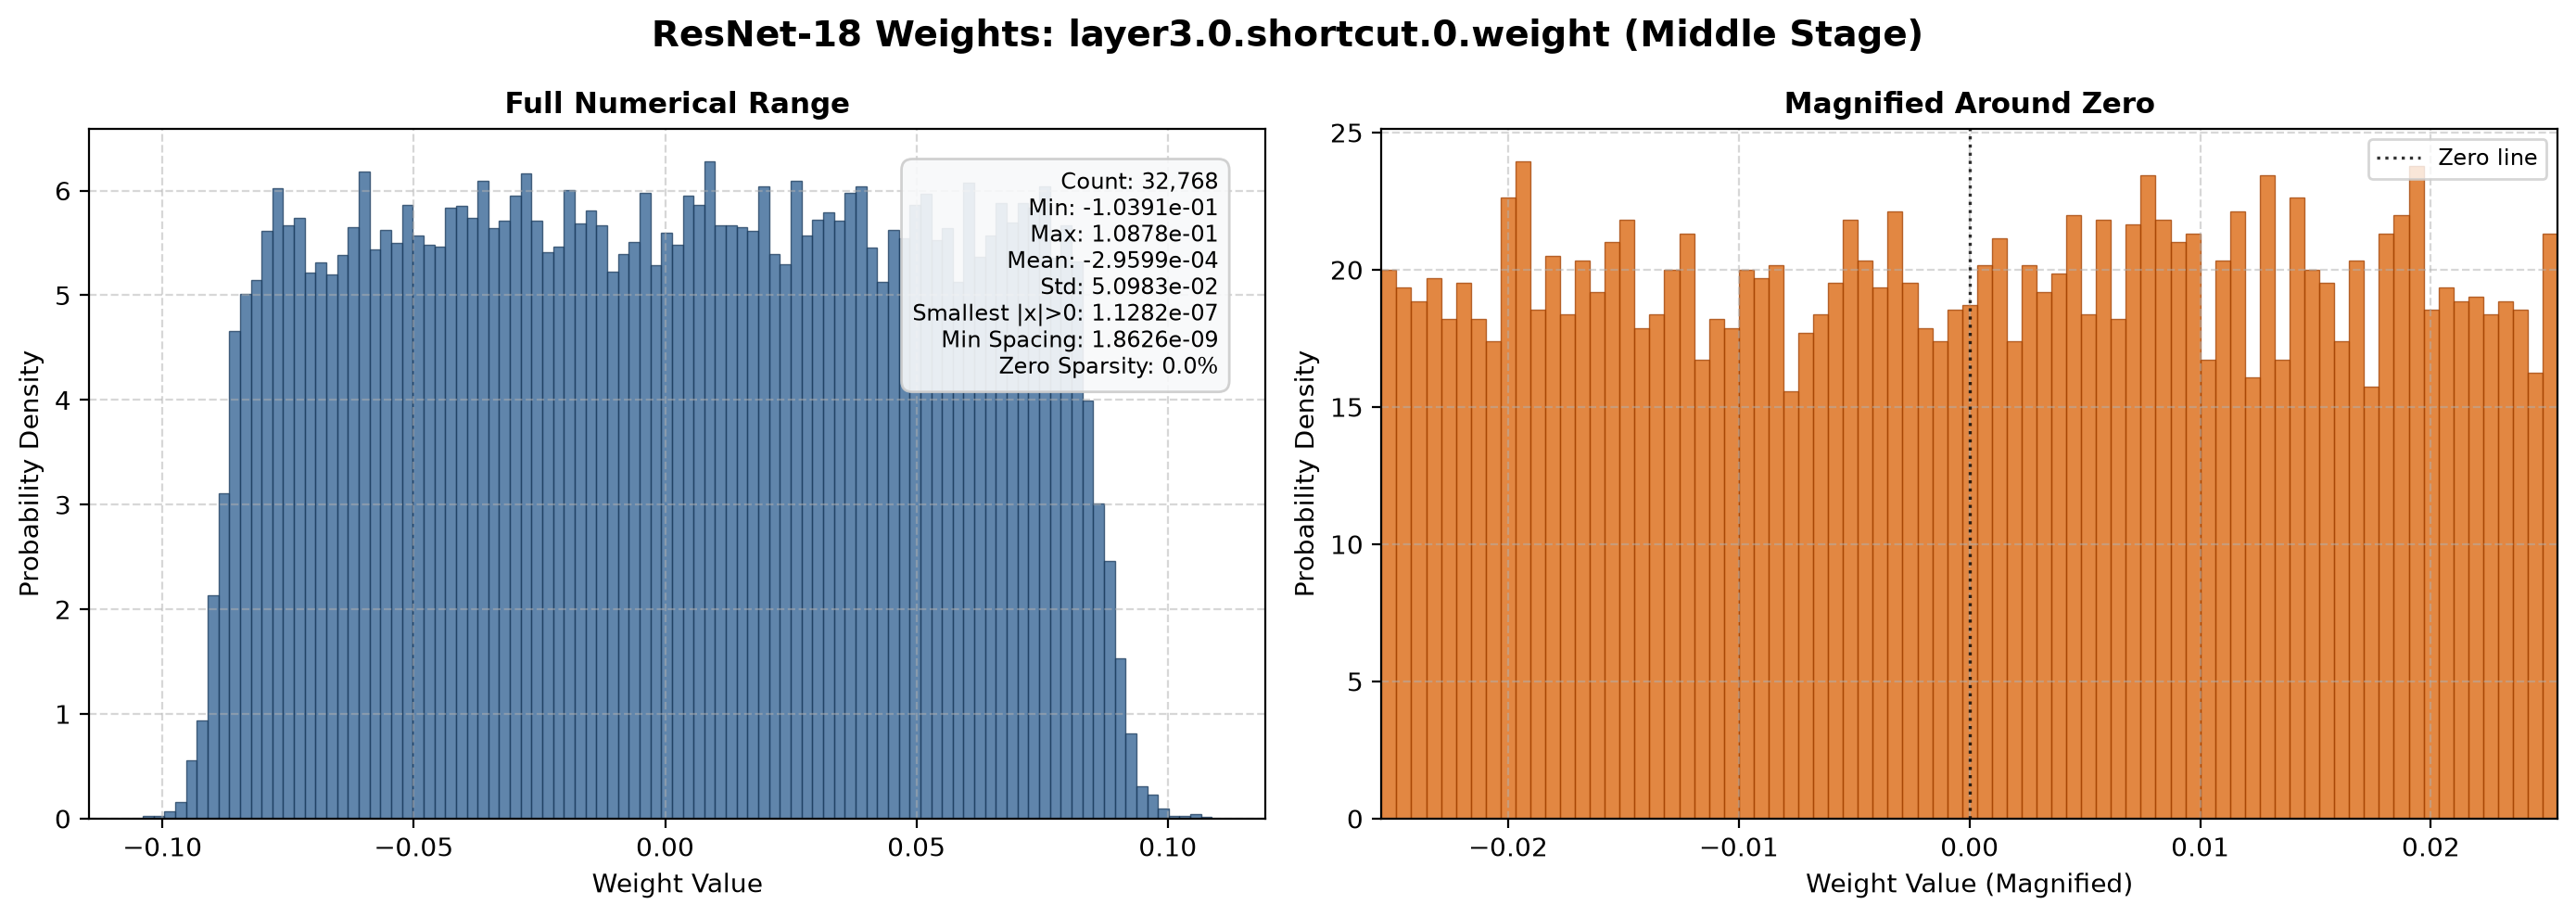 ResNet-18 Weights: layer3.0.shortcut.0.weight (Middle Stage)
Full Numerical Range
Probability Density
6
5
4
3
2
1
0
Count: 32,768
Min: -1.0391e-01
Max: 1.0878e-01
Mean: -2.9599e-04
Std: 5.0983e-02
Smallest |x|>0: 1.1282e-07
Min Spacing: 1.8626e-09
Zero Sparsity: 0.0%
−0.10 −0.05 0.00 0.05 0.10
Weight Value
Magnified Around Zero
Probability Density
25
20
15
10
5
0
Zero line
−0.02 −0.01 0.00 0.01 0.02
Weight Value (Magnified)